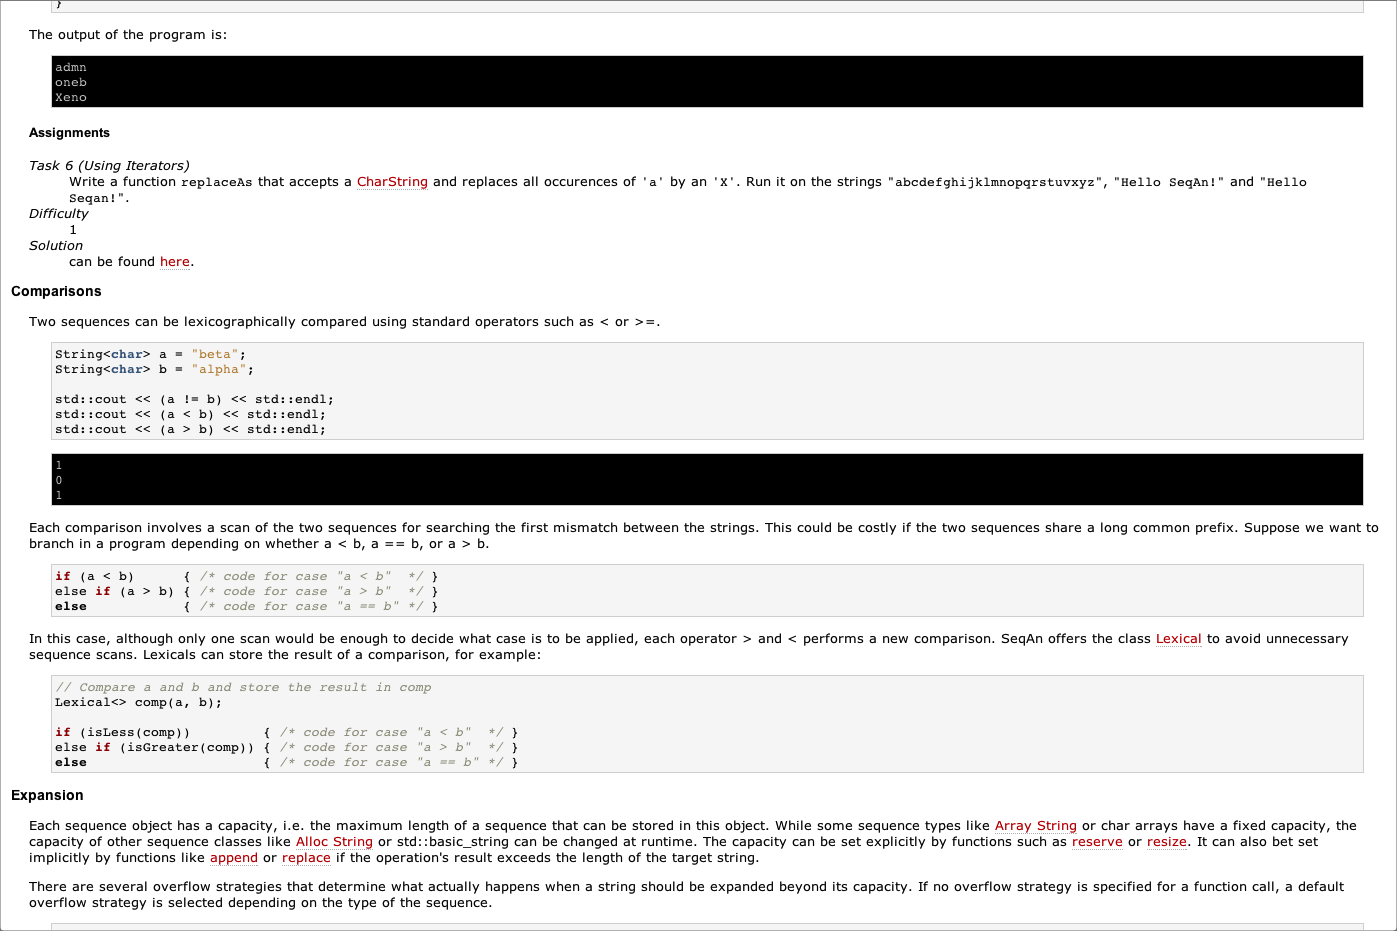 }
The output of the program is:
admn
oneb
Xeno
Assignments
Task 6 (Using Iterators)
Write a function replaceAs that accepts a CharString and replaces all occurences of 'a' by an 'X'. Run it on the strings "abcdefghijklmnopqrstuvxyz", "Hello SeqAn!" and "Hello
Seqan!".
Difficulty
1
Solution
can be found here.
Comparisons
Two sequences can be lexicographically compared using standard operators such as < or >=.
String<char> a = "beta";
String<char> b = "alpha";
std::cout << (a != b) << std::endl;
std::cout << (a < b) << std::endl;
std::cout << (a > b) << std::endl;
1
0
1
Each comparison involves a scan of the two sequences for searching the first mismatch between the strings. This could be costly if the two sequences share a long common prefix. Suppose we want to
branch in a program depending on whether a < b, a == b, or a > b.
if (a < b)      { /* code for case "a < b"  */ }
else if (a > b) { /* code for case "a > b"  */ }
else            { /* code for case "a == b" */ }
In this case, although only one scan would be enough to decide what case is to be applied, each operator > and < performs a new comparison. SeqAn offers the class Lexical to avoid unnecessary
sequence scans. Lexicals can store the result of a comparison, for example:
// Compare a and b and store the result in comp
Lexical<> comp(a, b);
if (isLess(comp))         { /* code for case "a < b"  */ }
else if (isGreater(comp)) { /* code for case "a > b"  */ }
else                      { /* code for case "a == b" */ }
Expansion
Each sequence object has a capacity, i.e. the maximum length of a sequence that can be stored in this object. While some sequence types like Array String or char arrays have a fixed capacity, the
capacity of other sequence classes like Alloc String or std::basic_string can be changed at runtime. The capacity can be set explicitly by functions such as reserve or resize. It can also bet set
implicitly by functions like append or replace if the operation's result exceeds the length of the target string.
There are several overflow strategies that determine what actually happens when a string should be expanded beyond its capacity. If no overflow strategy is specified for a function call, a default
overflow strategy is selected depending on the type of the sequence.